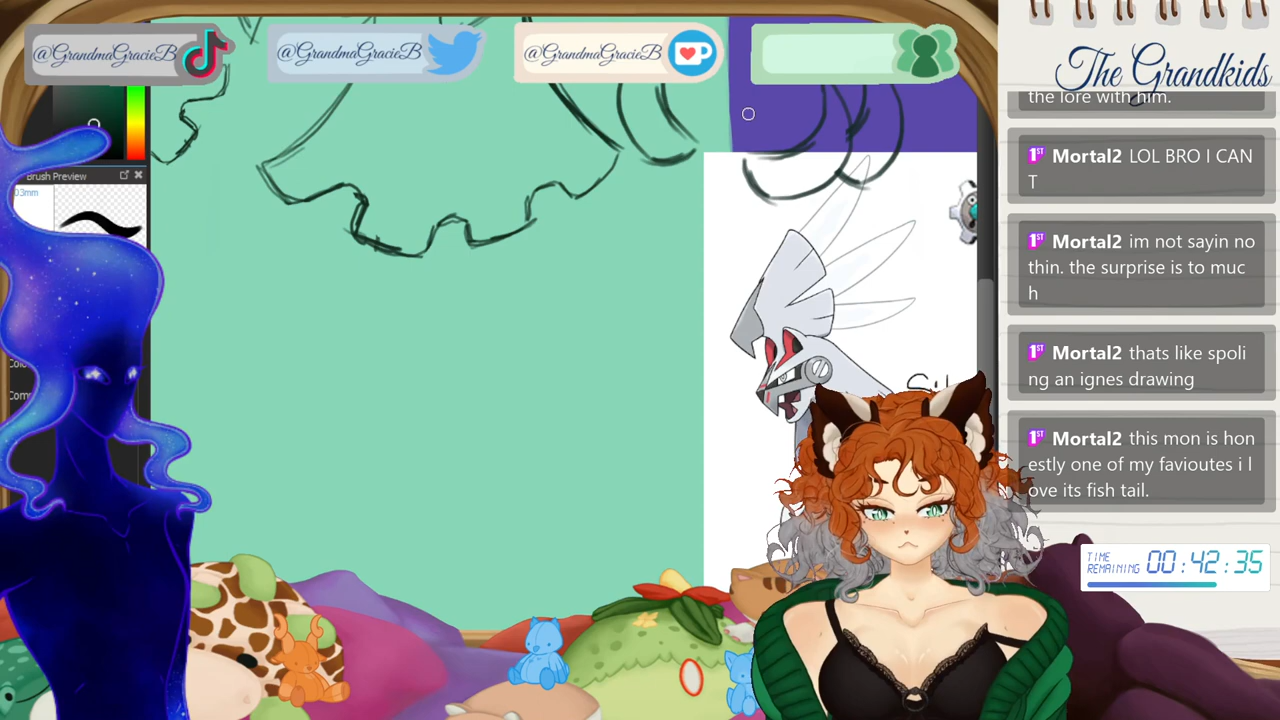 @GrandmaGracieB
@GrandmaGracieB
@GrandmaGracieB
The Grandkids
the lore with him.
Mortal2 LOL BRO I CAN
T
Mortal2 im not sayin no
thin. the surprise is to muc
h
Mortal2 thats like spoli
ng an ignes drawing
Mortal2 this mon is hon
estly one of my favioutes i l
ove its fish tail.
TIME
REMAINING 00:42:35
Brush Preview
03mm